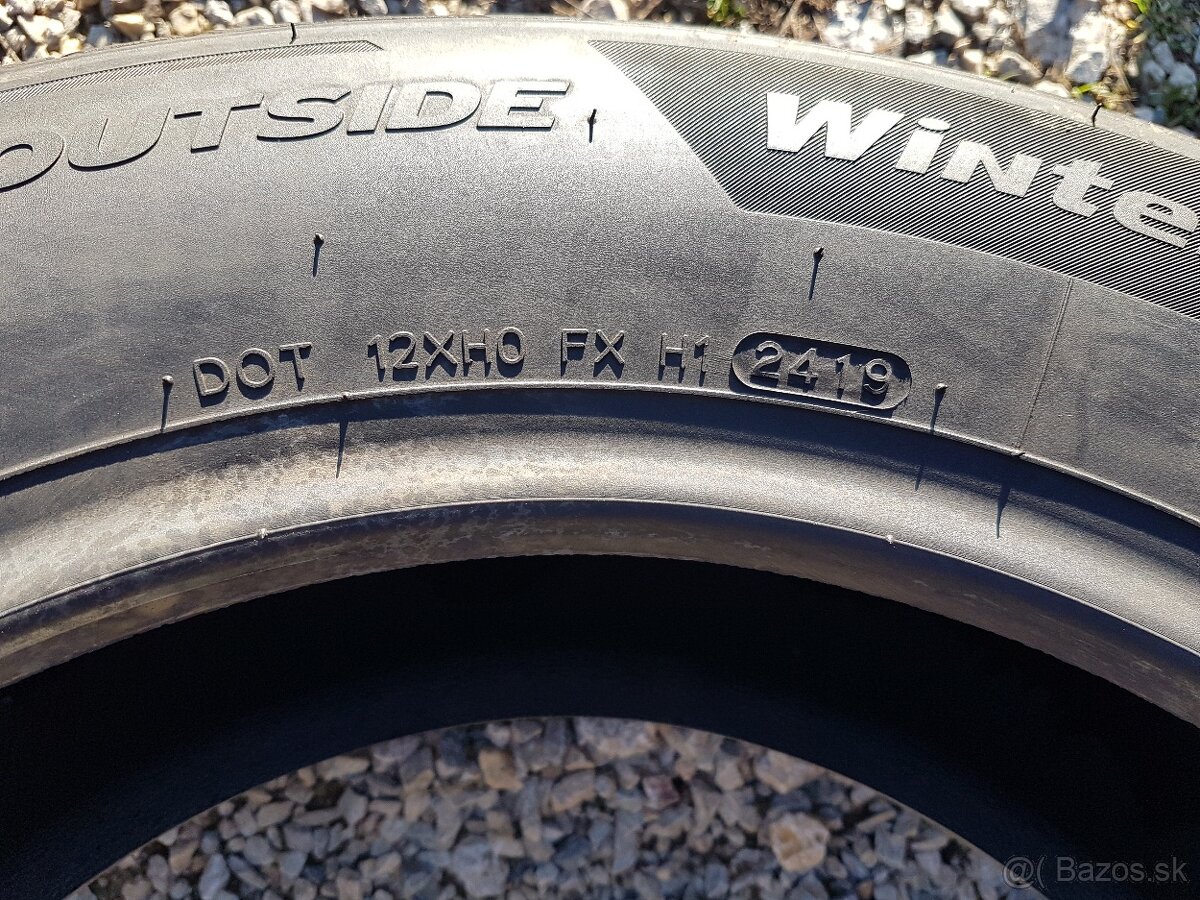 OUTSIDE
Winte
DOT 12XH0 FX H1 2419
@( Bazos.sk